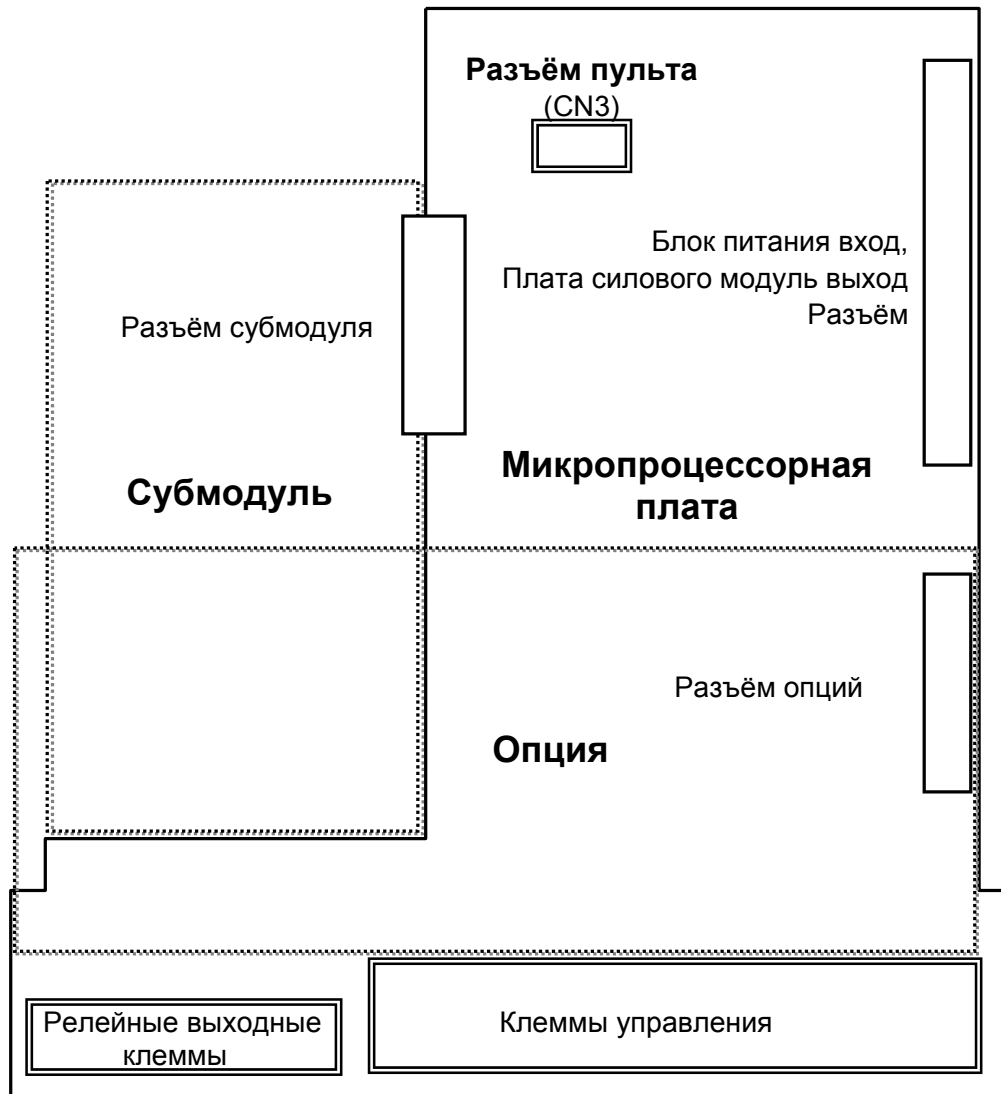 Разъём пульта
(CN3)
Блок питания вход,
Плата силового модуль выход
Разъём
Разъём субмодуля
Микропроцессорная
плата
Субмодуль
Разъём опций
Опция
Релейные выходные
клеммы
Клеммы управления